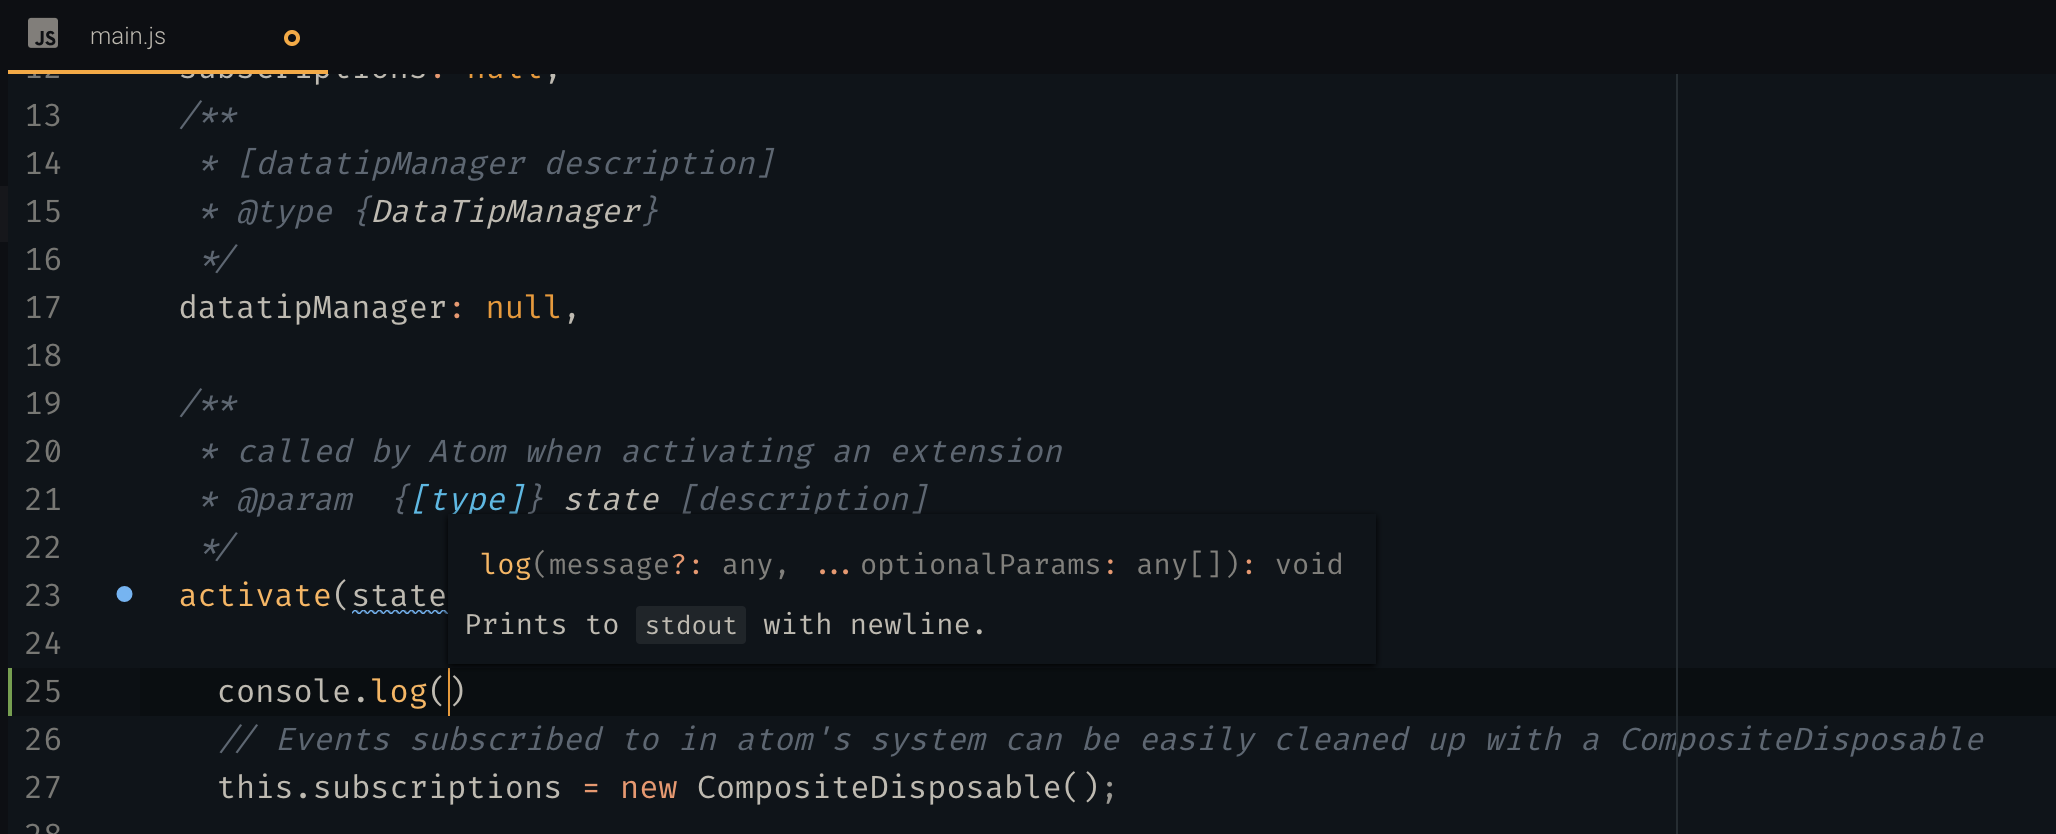 JS main.js
12 subscriptions: null,
13 /**
14 * [datatipManager description]
15 * @type {DataTipManager}
16 */
17 datatipManager: null,
18
19 /**
20 * called by Atom when activating an extension
21 * @param {[type]} state [description]
22 */
log(message?: any, ...optionalParams: any[]): void
23 activate(state
Prints to stdout with newline.
24
25 console.log()
26 // Events subscribed to in atom's system can be easily cleaned up with a CompositeDisposable
27 this.subscriptions = new CompositeDisposable();
28